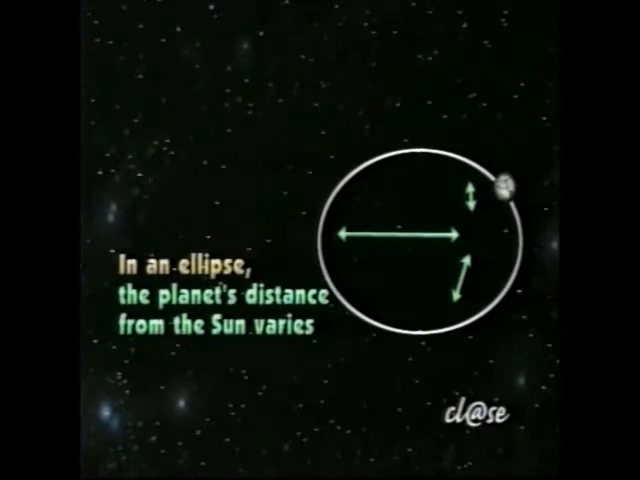 In an ellipse,
the planet's distance
from the Sun varies
cl@se